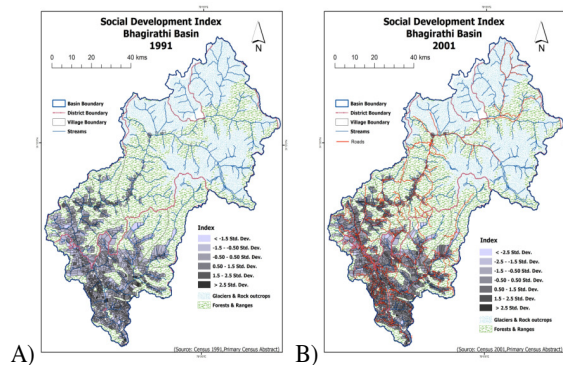 Social Development Index
Bhagirathi Basin
1991
0 10 20 40 kms
N
Basin Boundary
District Boundary
Village Boundary
Streams
Index
< -1.5 Std. Dev.
-1.5 - -0.50 Std. Dev.
-0.50 - 0.50 Std. Dev.
0.50 - 1.5 Std. Dev.
1.5 - 2.5 Std. Dev.
> 2.5 Std. Dev.
Glaciers & Rock outcrops
Forests & Ranges
(Source: Census 1991,Primary Census Abstract)
A)
Social Development Index
Bhagirathi Basin
2001
0 10 20 40 kms
N
Basin Boundary
District Boundary
Village Boundary
Streams
Roads
Index
< -2.5 Std. Dev.
-2.5 - -1.5 Std. Dev.
-1.5 - -0.50 Std. Dev.
-0.50 - 0.50 Std. Dev.
0.50 - 1.5 Std. Dev.
1.5 - 2.5 Std. Dev.
> 2.5 Std. Dev.
Glaciers & Rock outcrops
Forests & Ranges
(Source: Census 2001,Primary Census Abstract)
B)